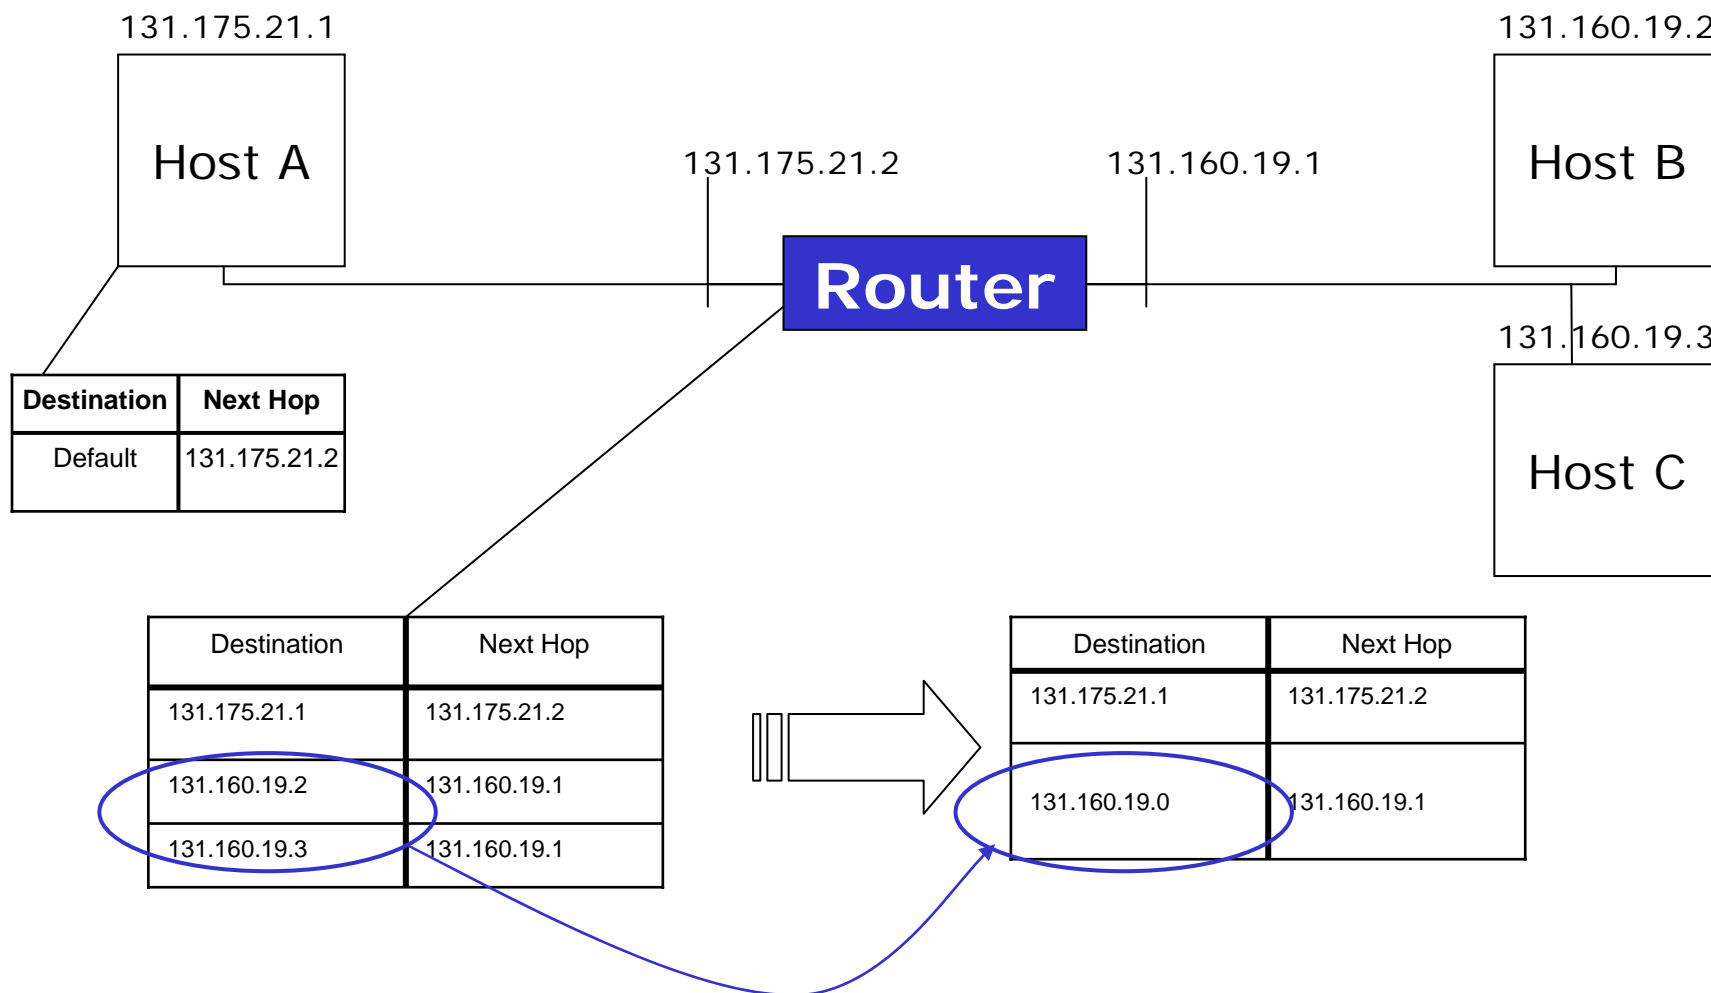 131.175.21.1
131.160.19.2
Host A
131.175.21.2
131.160.19.1
Host B
Router
131.160.19.3
Host C
Destination Next Hop
Default 131.175.21.2
Destination Next Hop
131.175.21.1 131.175.21.2
131.160.19.2 131.160.19.1
131.160.19.3 131.160.19.1
Destination Next Hop
131.175.21.1 131.175.21.2
131.160.19.0 131.160.19.1